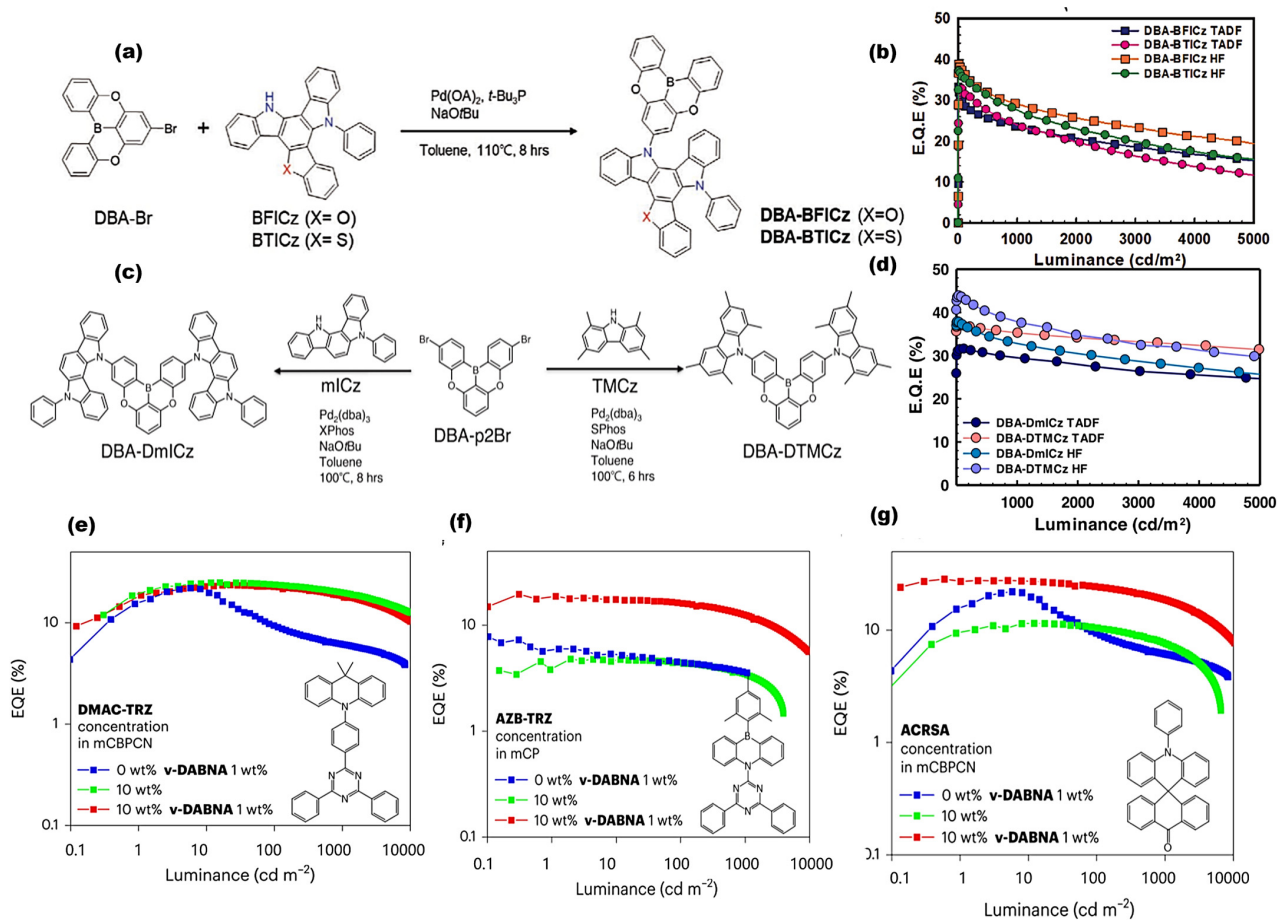 (a)
DBA-Br
+
BFICz (X= O)
BTICz (X= S)
Pd(OA)₂, t-Bu₃P
NaOtBu
Toluene, 110℃, 8 hrs
DBA-BFICz (X=O)
DBA-BTICz (X=S)
O
B
O
Br
NH
N
X
O
B
O
N
N
X
(b)
E.Q.E (%)
50
40
30
20
10
0
0 1000 2000 3000 4000 5000
Luminance (cd/m²)
DBA-BFICz TADF
DBA-BTICz TADF
DBA-BFICz HF
DBA-BTICz HF
(c)
DBA-DmICz
N
N
N
N
B
O
O
HN
N
mICz
Pd₂(dba)₃
XPhos
NaOtBu
Toluene
100℃, 8 hrs
Br
Br
B
O
O
DBA-p2Br
H
N
TMCz
Pd₂(dba)₃
SPhos
NaOtBu
Toluene
100℃, 6 hrs
N
N
B
O
O
DBA-DTMCz
(d)
E.Q.E (%)
50
40
30
40
30
0
1000 2000 3000 4000 5000
Luminance (cd/m²)
DBA-DmICz TADF
DBA-DTMCz TADF
DBA-DmICz HF
DBA-DTMCz HF
(e)
EQE (%)
10
1
0.1
0.1 1 10 100 1000 10000
Luminance (cd m⁻²)
DMAC-TRZ
concentration
in mCBPCN
0 wt% v-DABNA 1 wt%
10 wt%
10 wt% v-DABNA 1 wt%
N
N
N
N
(f)
EQE (%)
10
1
0.1
0.1 1 10 100 1000 10000
Luminance (cd m⁻²)
AZB-TRZ
concentration
in mCP
0 wt% v-DABNA 1 wt%
10 wt%
10 wt% v-DABNA 1 wt%
B
N
N
N
N
(g)
EQE (%)
10
1
0.1 1 10 100 1000 10000
Luminance (cd m⁻²)
ACRSA
concentration
in mCBPCN
0 wt% v-DABNA 1 wt%
10 wt%
10 wt% v-DABNA 1 wt%
N
O